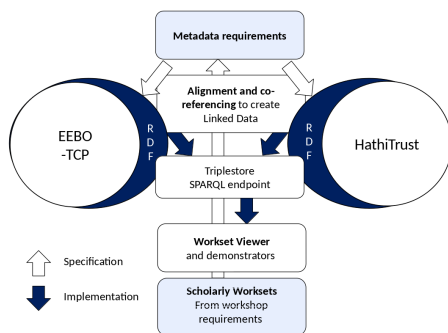 Metadata requirements
Alignment and co-
referencing to create
Linked Data
EEBO
-TCP
R
D
F
R
D
F
HathiTrust
Triplestore
SPARQL endpoint
Workset Viewer
and demonstrators
Specification
Implementation
Scholarly Worksets
From workshop
requirements